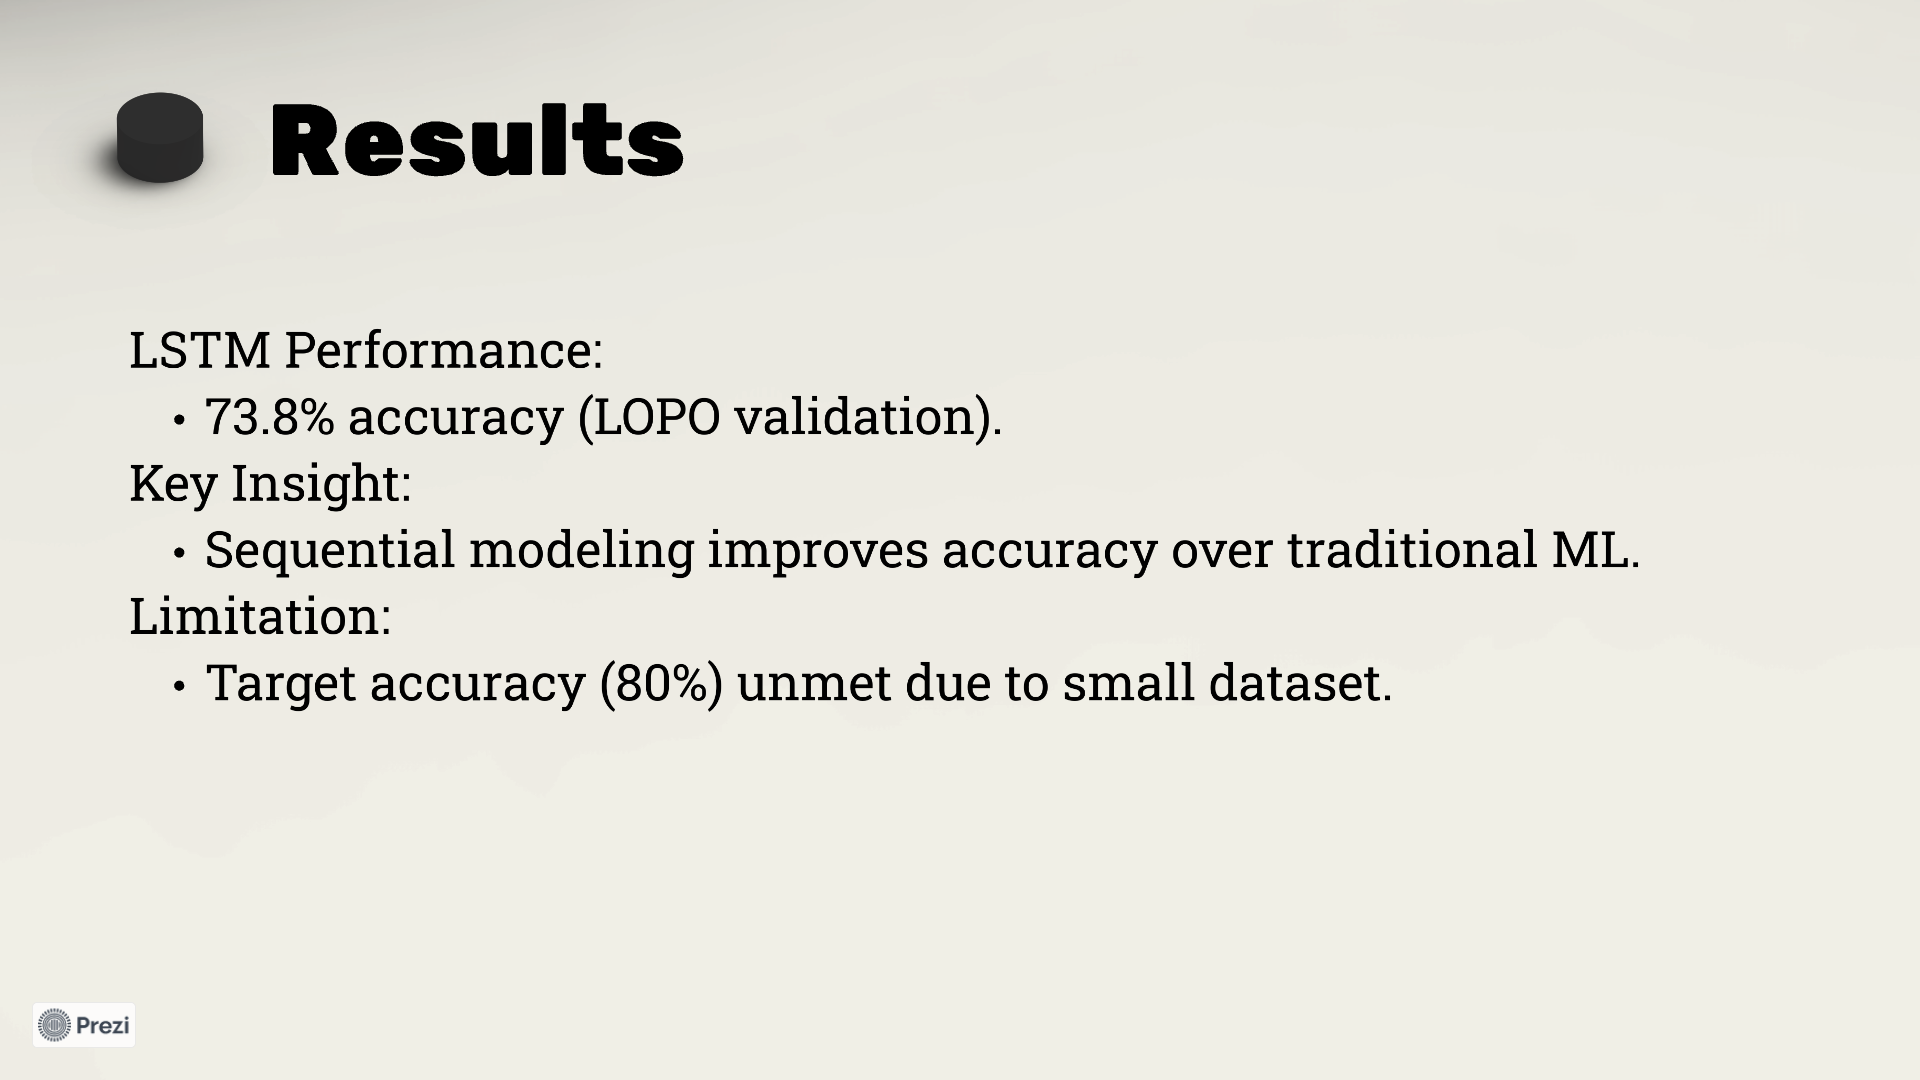 Results
LSTM Performance:
• 73.8% accuracy (LOPO validation).
Key Insight:
• Sequential modeling improves accuracy over traditional ML.
Limitation:
• Target accuracy (80%) unmet due to small dataset.
Prezi